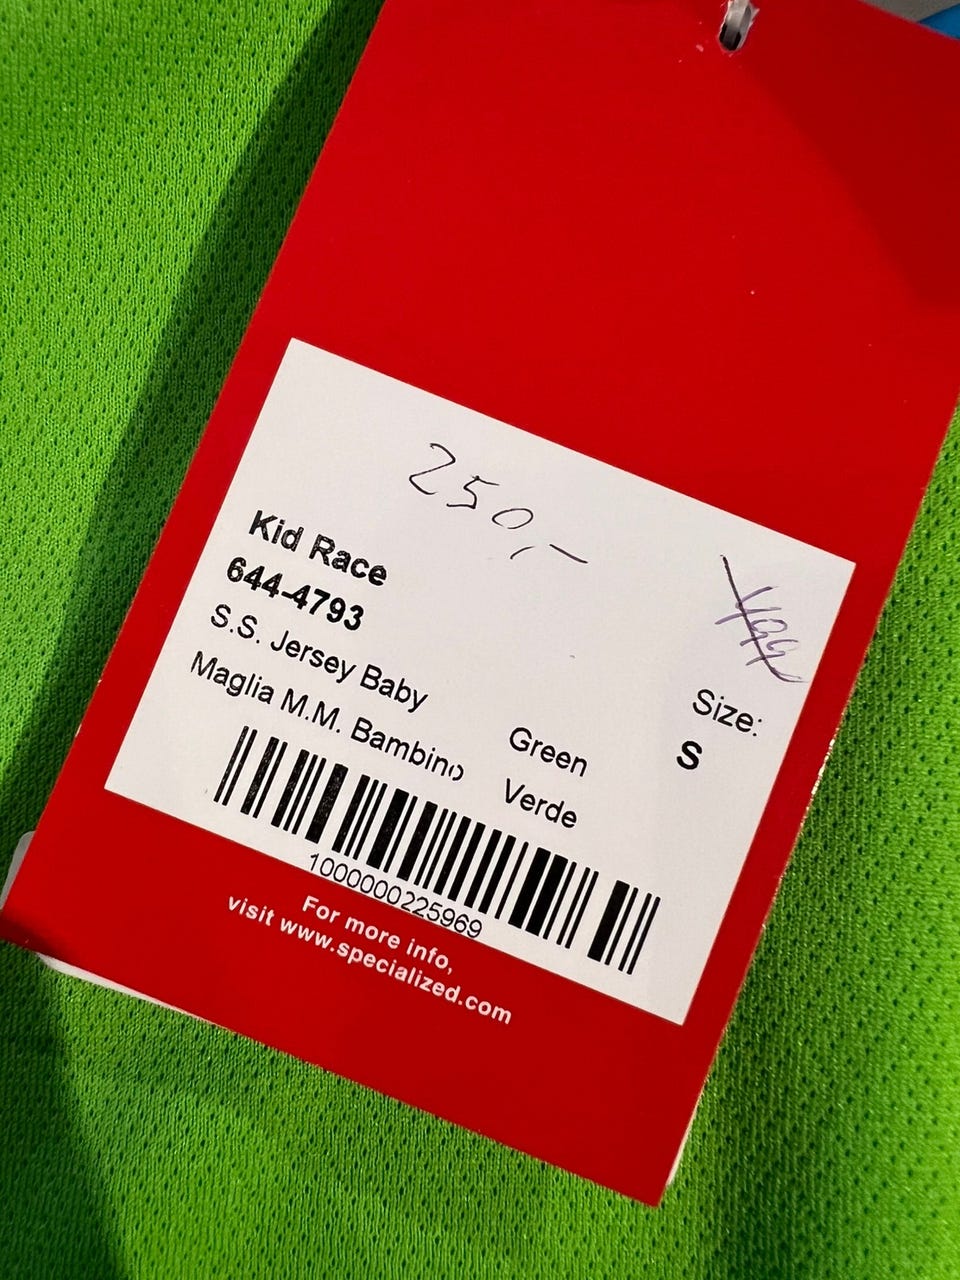 250,-
499
Kid Race
644-4793
S.S. Jersey Baby
Maglia M.M. Bambino
Green
Verde
Size:
S
1000000225969
For more info,
visit www.specialized.com